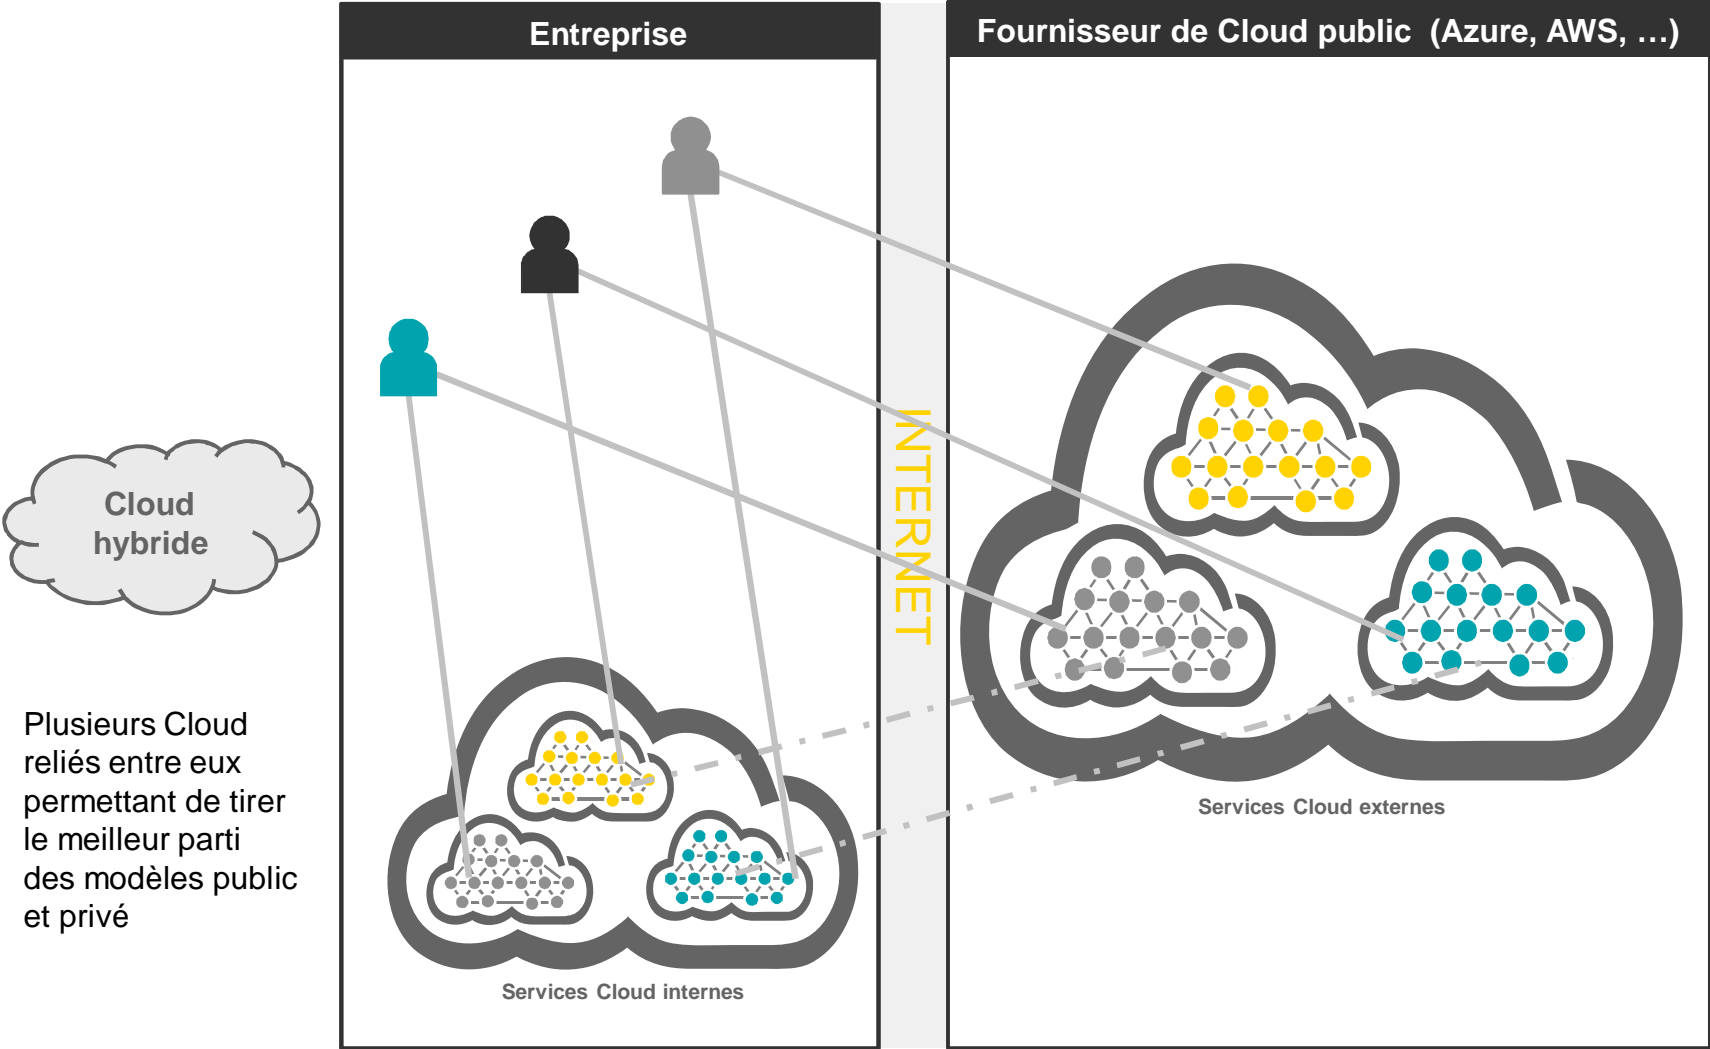 Entreprise
Fournisseur de Cloud public (Azure, AWS, …)
INTERNET
Cloud
hybride
Plusieurs Cloud
reliés entre eux
permettant de tirer
le meilleur parti
des modèles public
et privé
Services Cloud externes
Services Cloud internes